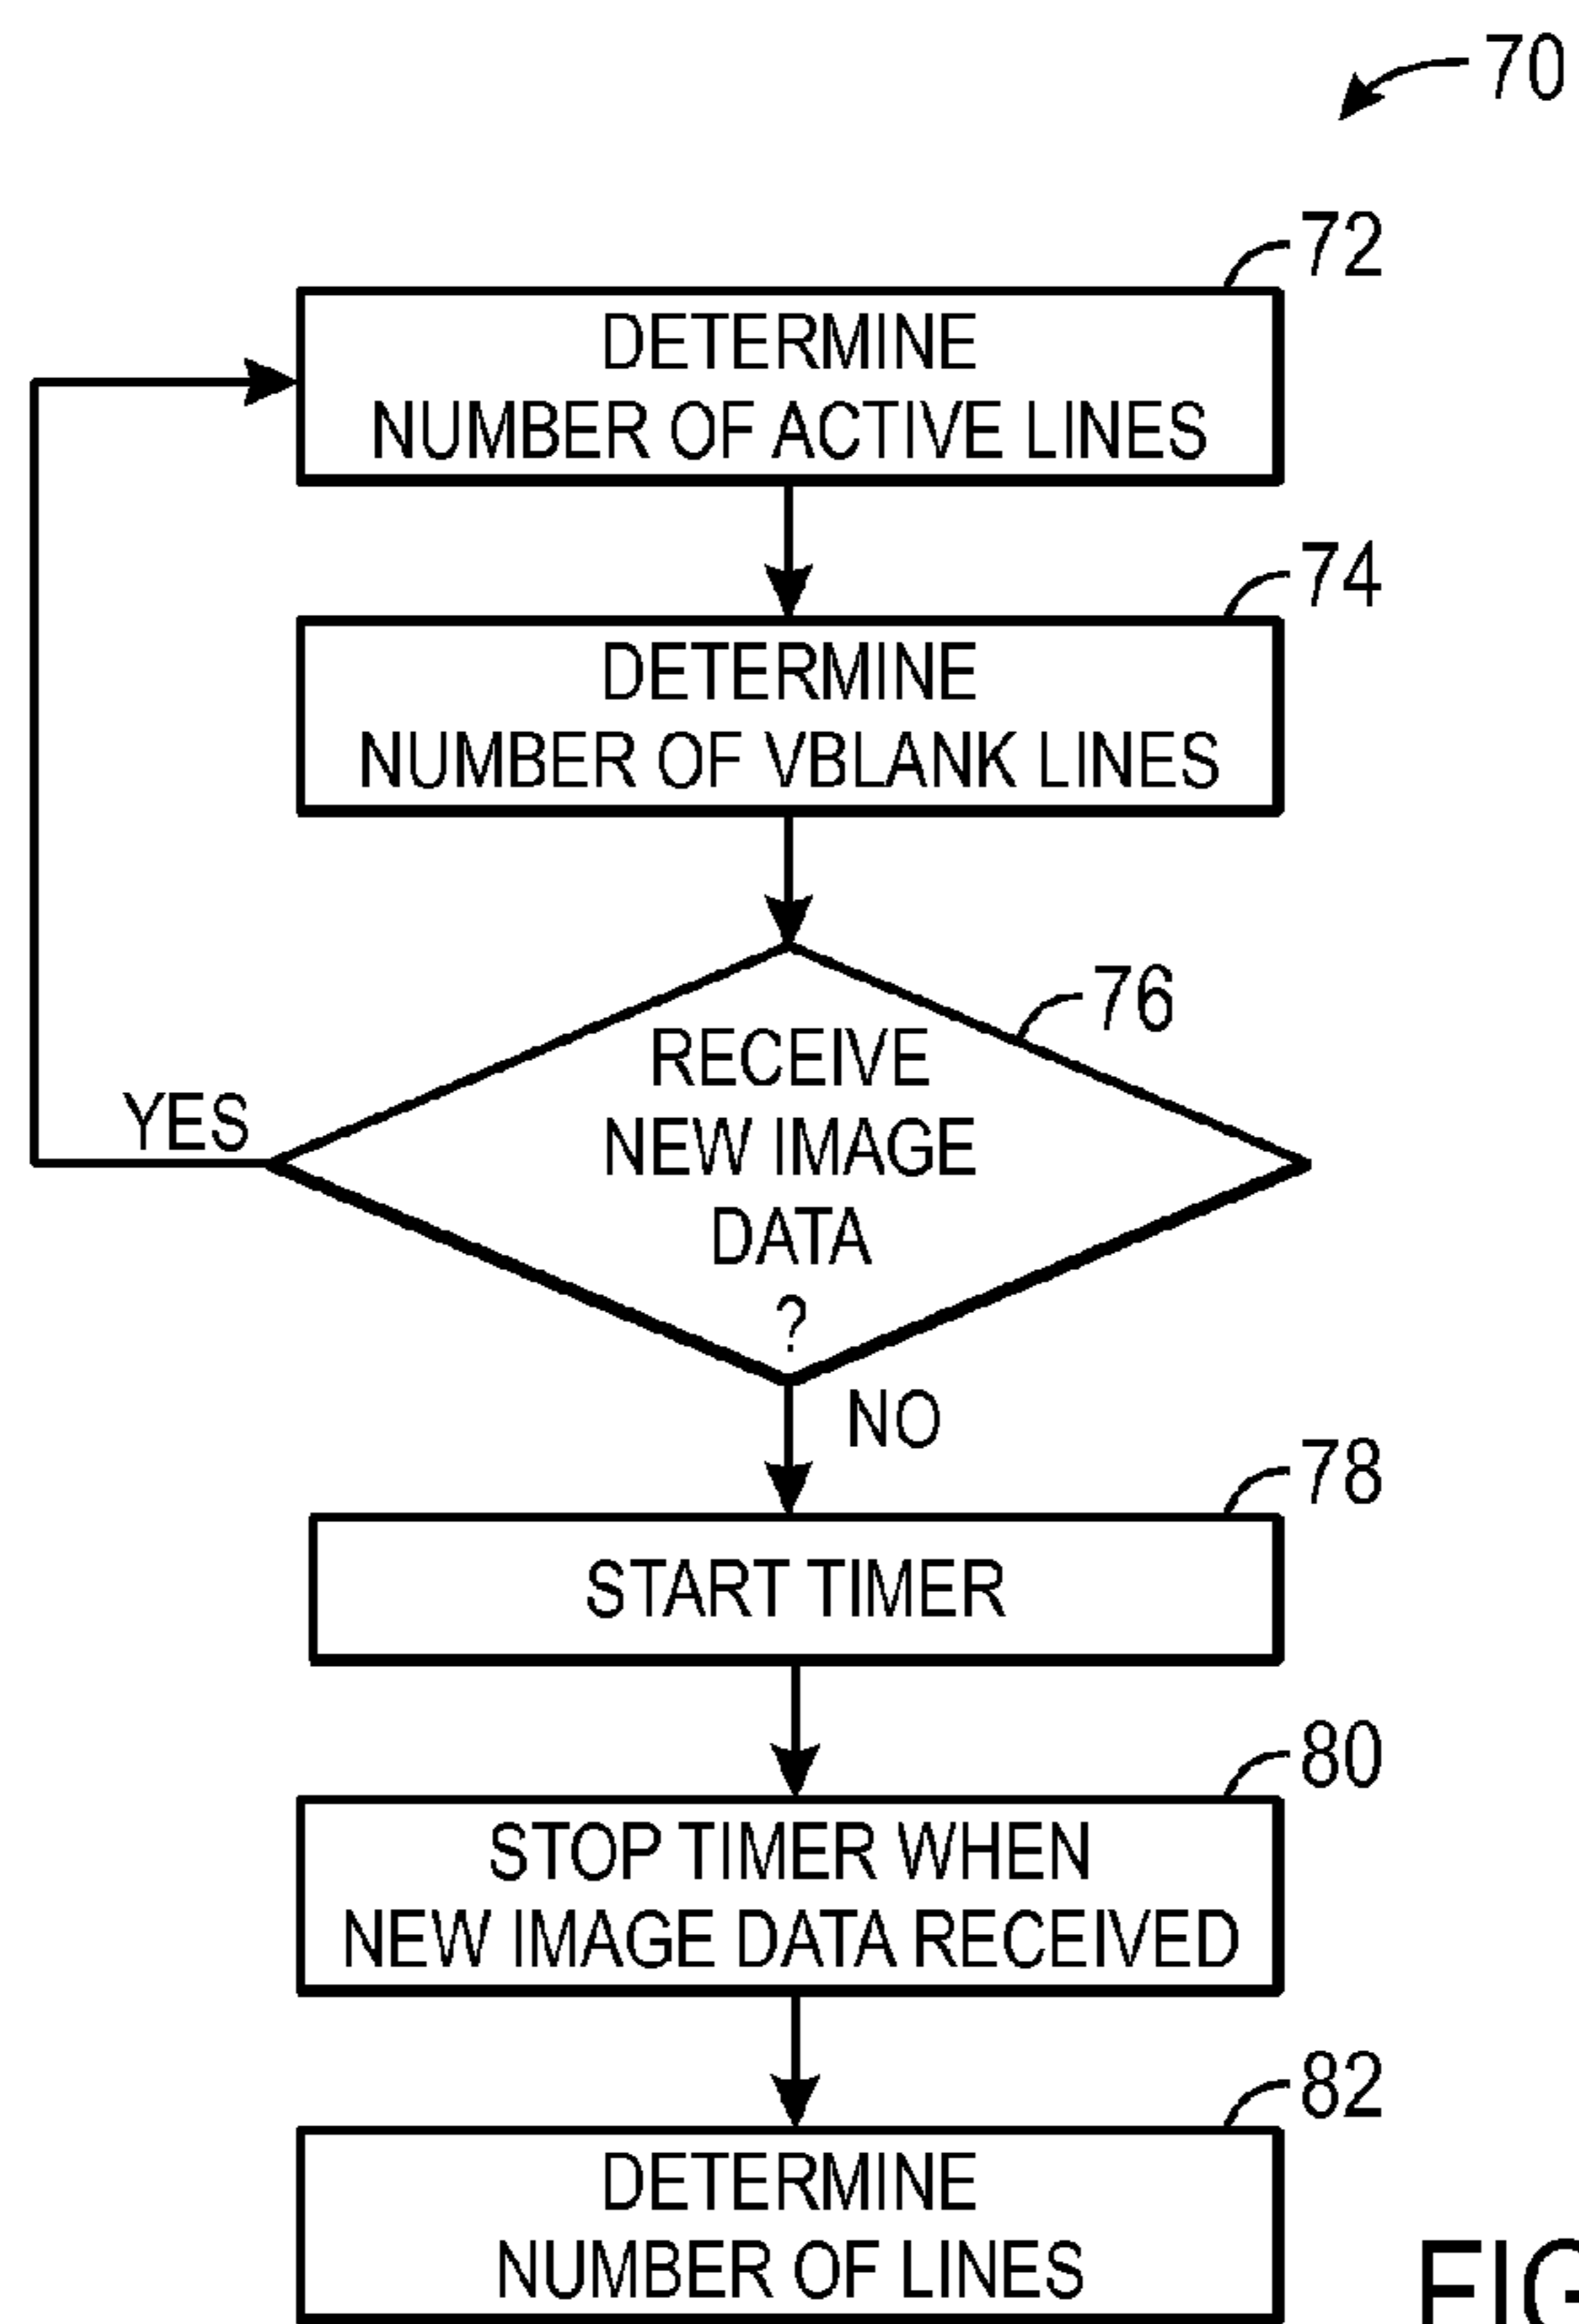 70
72
DETERMINE
NUMBER OF ACTIVE LINES
74
DETERMINE
NUMBER OF VBLANK LINES
76
RECEIVE
NEW IMAGE
DATA
?
YES
NO
78
START TIMER
80
STOP TIMER WHEN
NEW IMAGE DATA RECEIVED
82
DETERMINE
NUMBER OF LINES